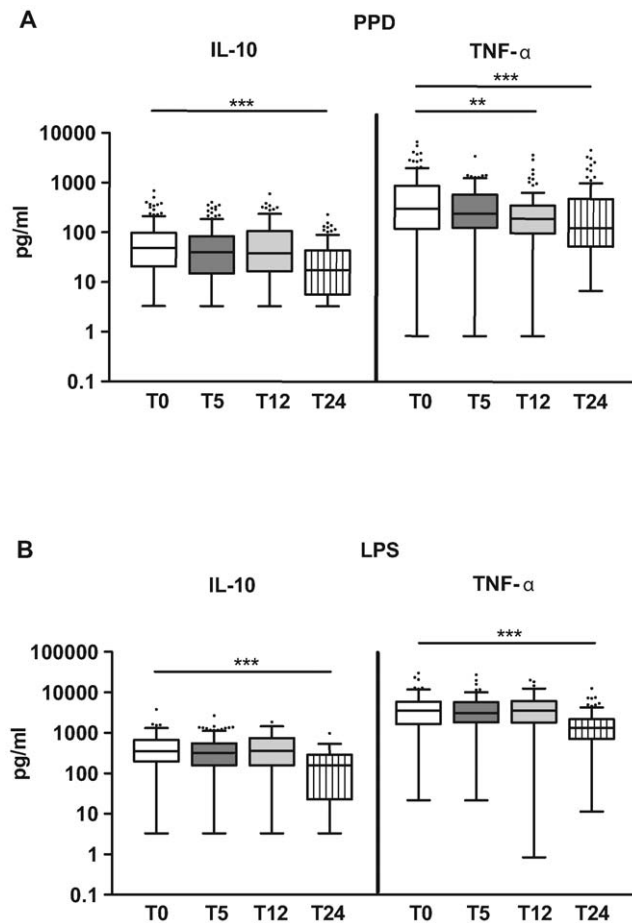 A
PPD
IL-10
TNF-α
***
***
**
10000
1000
100
10
1
0.1
pg/ml
T0 T5 T12 T24 T0 T5 T12 T24
B
LPS
IL-10
TNF-α
***
***
100000
10000
1000
100
10
1
0.1
pg/ml
T0 T5 T12 T24 T0 T5 T12 T24